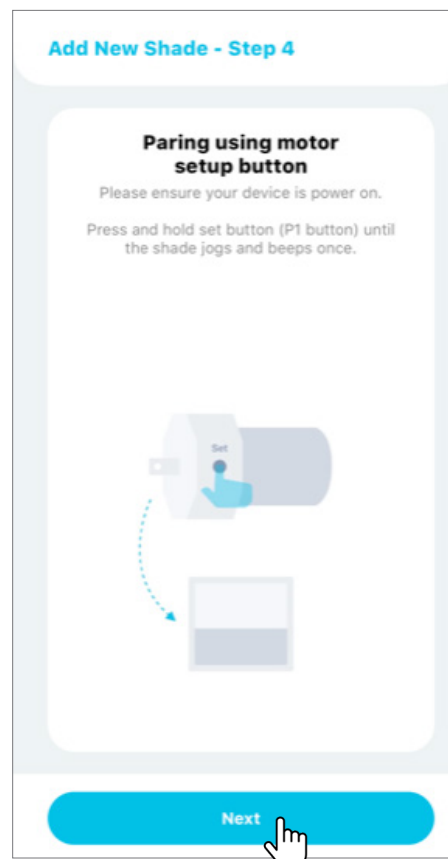 Add New Shade - Step 4
Paring using motor
setup button
Please ensure your device is power on.
Press and hold set button (P1 button) until
the shade jogs and beeps once.
Set
Next